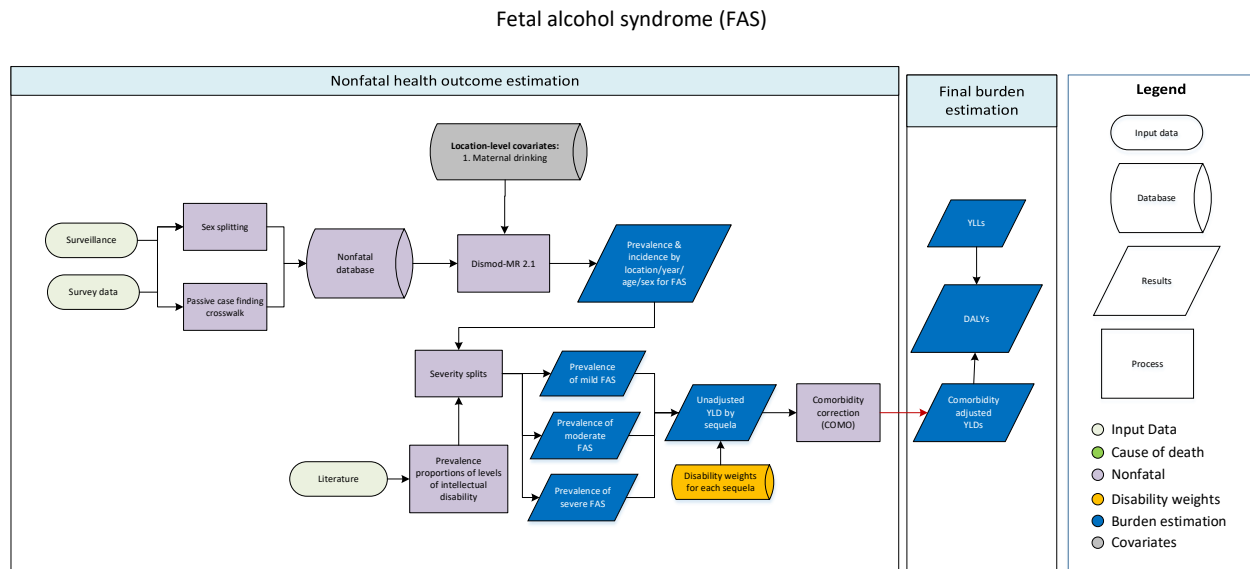 Fetal alcohol syndrome (FAS)
Nonfatal health outcome estimation
Location-level covariates:
1. Maternal drinking
Surveillance
Survey data
Sex splitting
Passive case finding
crosswalk
Nonfatal
database
Dismod-MR 2.1
Prevalence &
incidence by
location/year/
age/sex for FAS
Severity splits
Literature
Prevalence
proportions of levels
of intellectual
disability
Prevalence
of mild FAS
Prevalence of
moderate
FAS
Prevalence of
severe FAS
Unadjusted
YLD by
sequela
Disability weights
for each sequela
Comorbidity
correction
(COMO)
Final burden
estimation
YLLs
DALYs
Comorbidity
adjusted
YLDs
Legend
Input data
Database
Results
Process
Input Data
Cause of death
Nonfatal
Disability weights
Burden estimation
Covariates